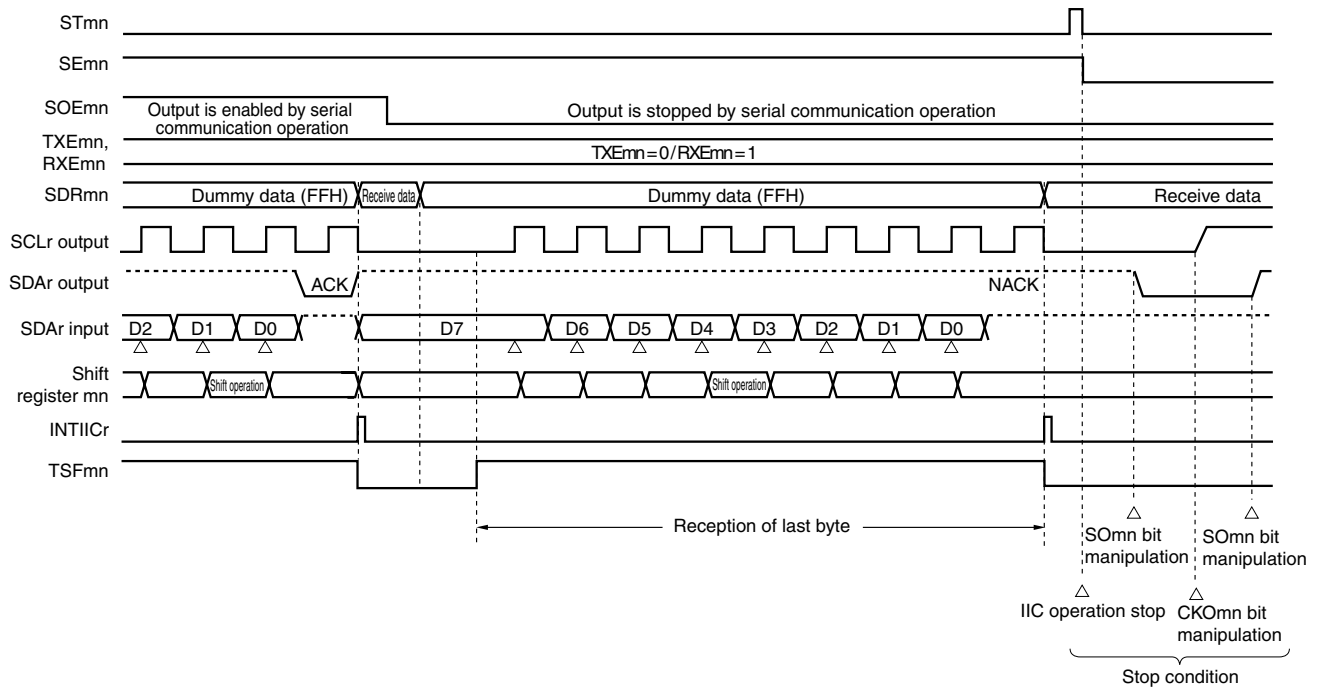 STmn
SEmn
SOEmn
Output is enabled by serial
communication operation
Output is stopped by serial communication operation
TXEmn,
RXEmn
TXEmn=0/RXEmn=1
SDRmn
Dummy data (FFH)
Receive data
Dummy data (FFH)
Receive data
SCLr output
SDAr output
ACK
NACK
SDAr input
D2 D1 D0 D7 D6 D5 D4 D3 D2 D1 D0
Shift
register mn
Shift operation
Shift operation
INTIICr
TSFmn
Reception of last byte
SOmn bit
manipulation
SOmn bit
manipulation
IIC operation stop
CKOmn bit
manipulation
Stop condition